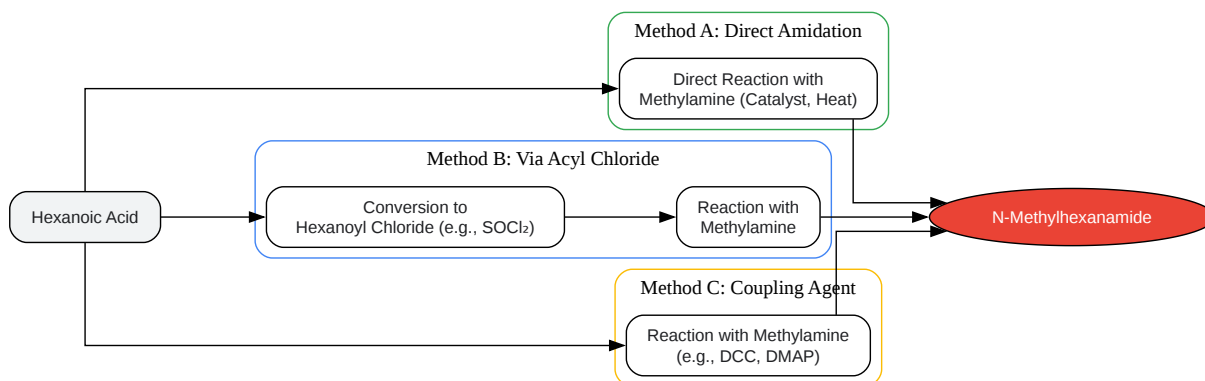 Method A: Direct Amidation
Direct Reaction with
Methylamine (Catalyst, Heat)
Method B: Via Acyl Chloride
Hexanoic Acid
Conversion to
Hexanoyl Chloride (e.g., SOCl₂)
Reaction with
Methylamine
N-Methylhexanamide
Method C: Coupling Agent
Reaction with Methylamine
(e.g., DCC, DMAP)